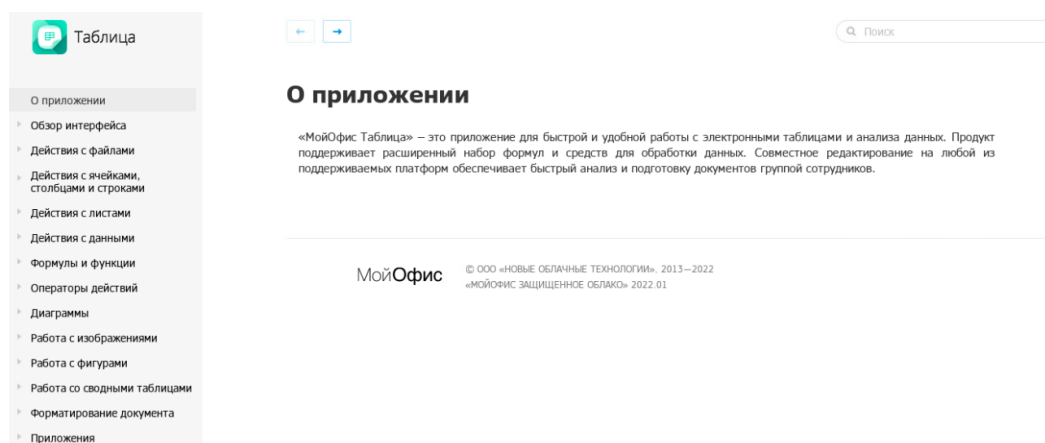 Таблица
О приложении
Обзор интерфейса
Действия с файлами
Действия с ячейками,
столбцами и строками
Действия с листами
Действия с данными
Формулы и функции
Операторы действий
Диаграммы
Работа с изображениями
Работа с фигурами
Работа со сводными таблицами
Форматирование документа
Приложения
← →
Поиск
О приложении
«МойОфис Таблица» – это приложение для быстрой и удобной работы с электронными таблицами и анализа данных. Продукт
поддерживает расширенный набор формул и средств для обработки данных. Совместное редактирование на любой из
поддерживаемых платформ обеспечивает быстрый анализ и подготовку документов группой сотрудников.
МойОфис
© ООО «НОВЫЕ ОБЛАЧНЫЕ ТЕХНОЛОГИИ», 2013—2022
«МОЙОФИС ЗАЩИЩЕННОЕ ОБЛАКО» 2022.01